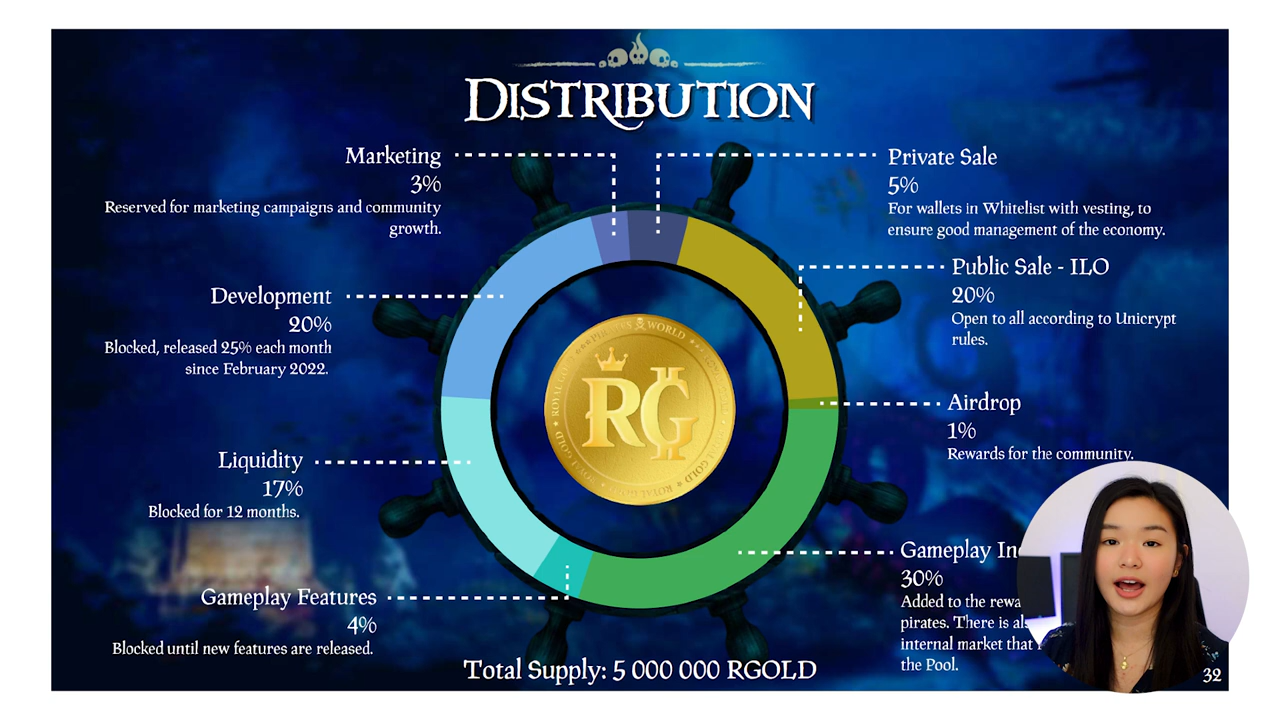 DISTRIBUTION
Marketing
3%
Reserved for marketing campaigns and community
growth.
Private Sale
5%
For wallets in Whitelist with vesting, to
ensure good management of the economy.
Development
20%
Blocked, released 25% each month
since February 2022.
Public Sale - ILO
20%
Open to all according to Unicrypt
rules.
Liquidity
17%
Blocked for 12 months.
Airdrop
1%
Rewards for the community.
Gameplay Features
4%
Blocked until new features are released.
Gameplay
30%
Added to the
pirates. There is
internal market that
the Pool.
RG
Total Supply: 5 000 000 RGOLD
32